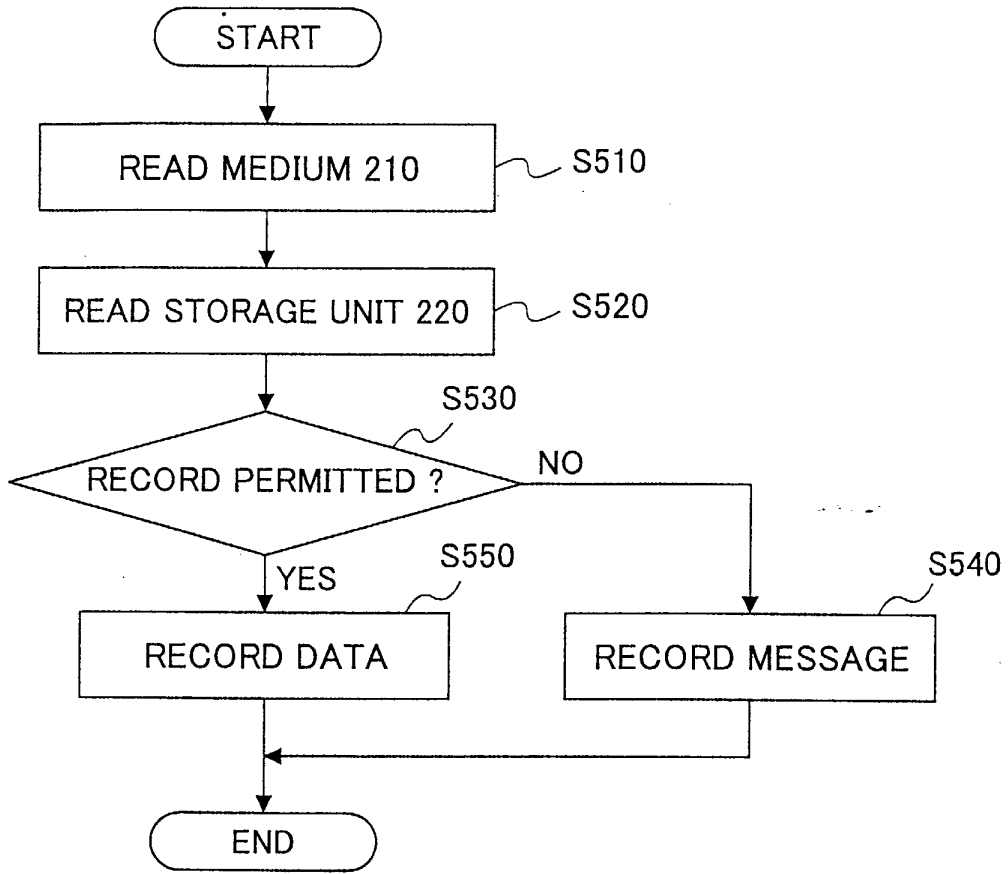 START
READ MEDIUM 210
S510
READ STORAGE UNIT 220
S520
S530
RECORD PERMITTED ?
NO
YES
S550
S540
RECORD DATA
RECORD MESSAGE
END